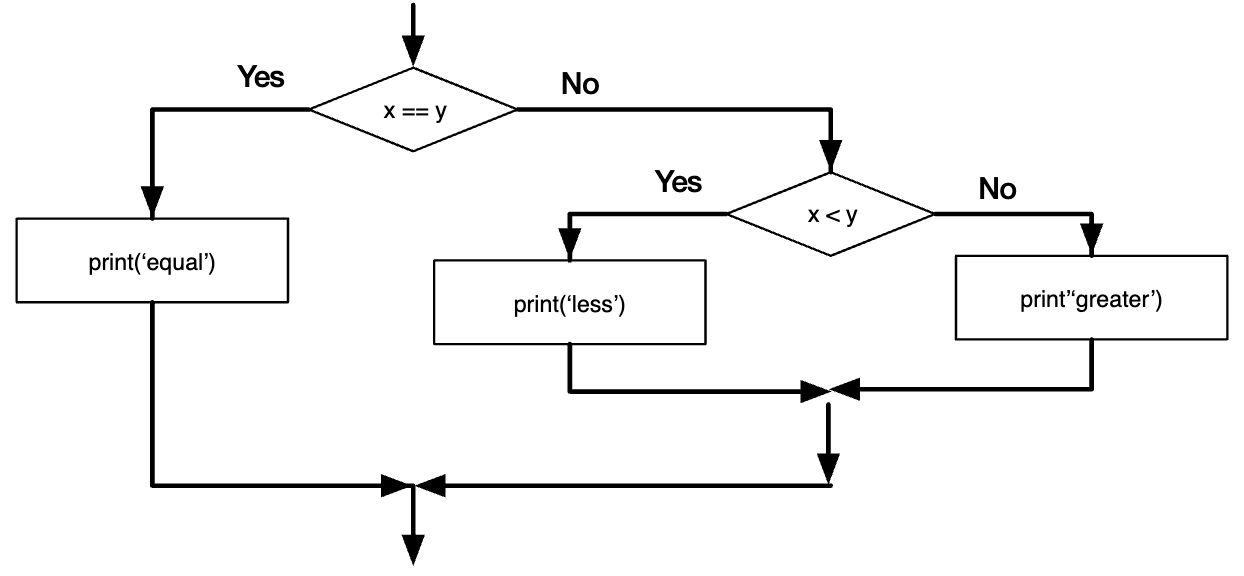 Yes
No
x == y
Yes
No
x < y
print(‘equal’)
print(‘less’)
print”‘greater’)